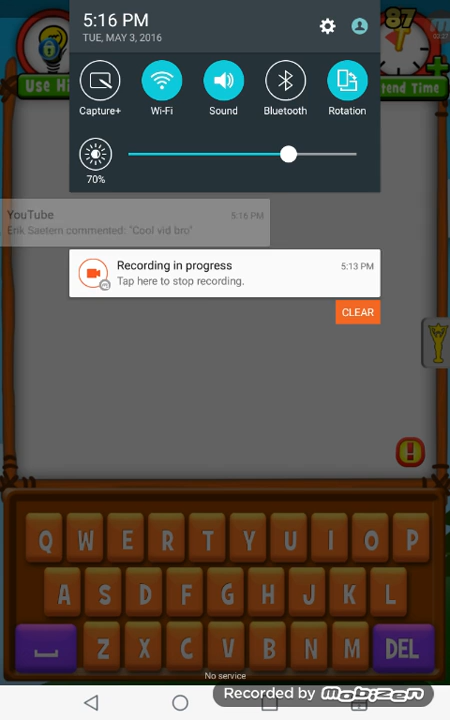 5:16 PM
TUE, MAY 3, 2016
87
Use Hi
tend Time
Capture+
Wi-Fi
Sound
Bluetooth
Rotation
70%
YouTube
5:16 PM
Erik Saetern commented: "Cool vid bro"
Recording in progress
5:13 PM
Tap here to stop recording.
CLEAR
Q W E R T Y U I O P
A S D F G H J K L
Z X C V B N M DEL
No service
Recorded by mobizen